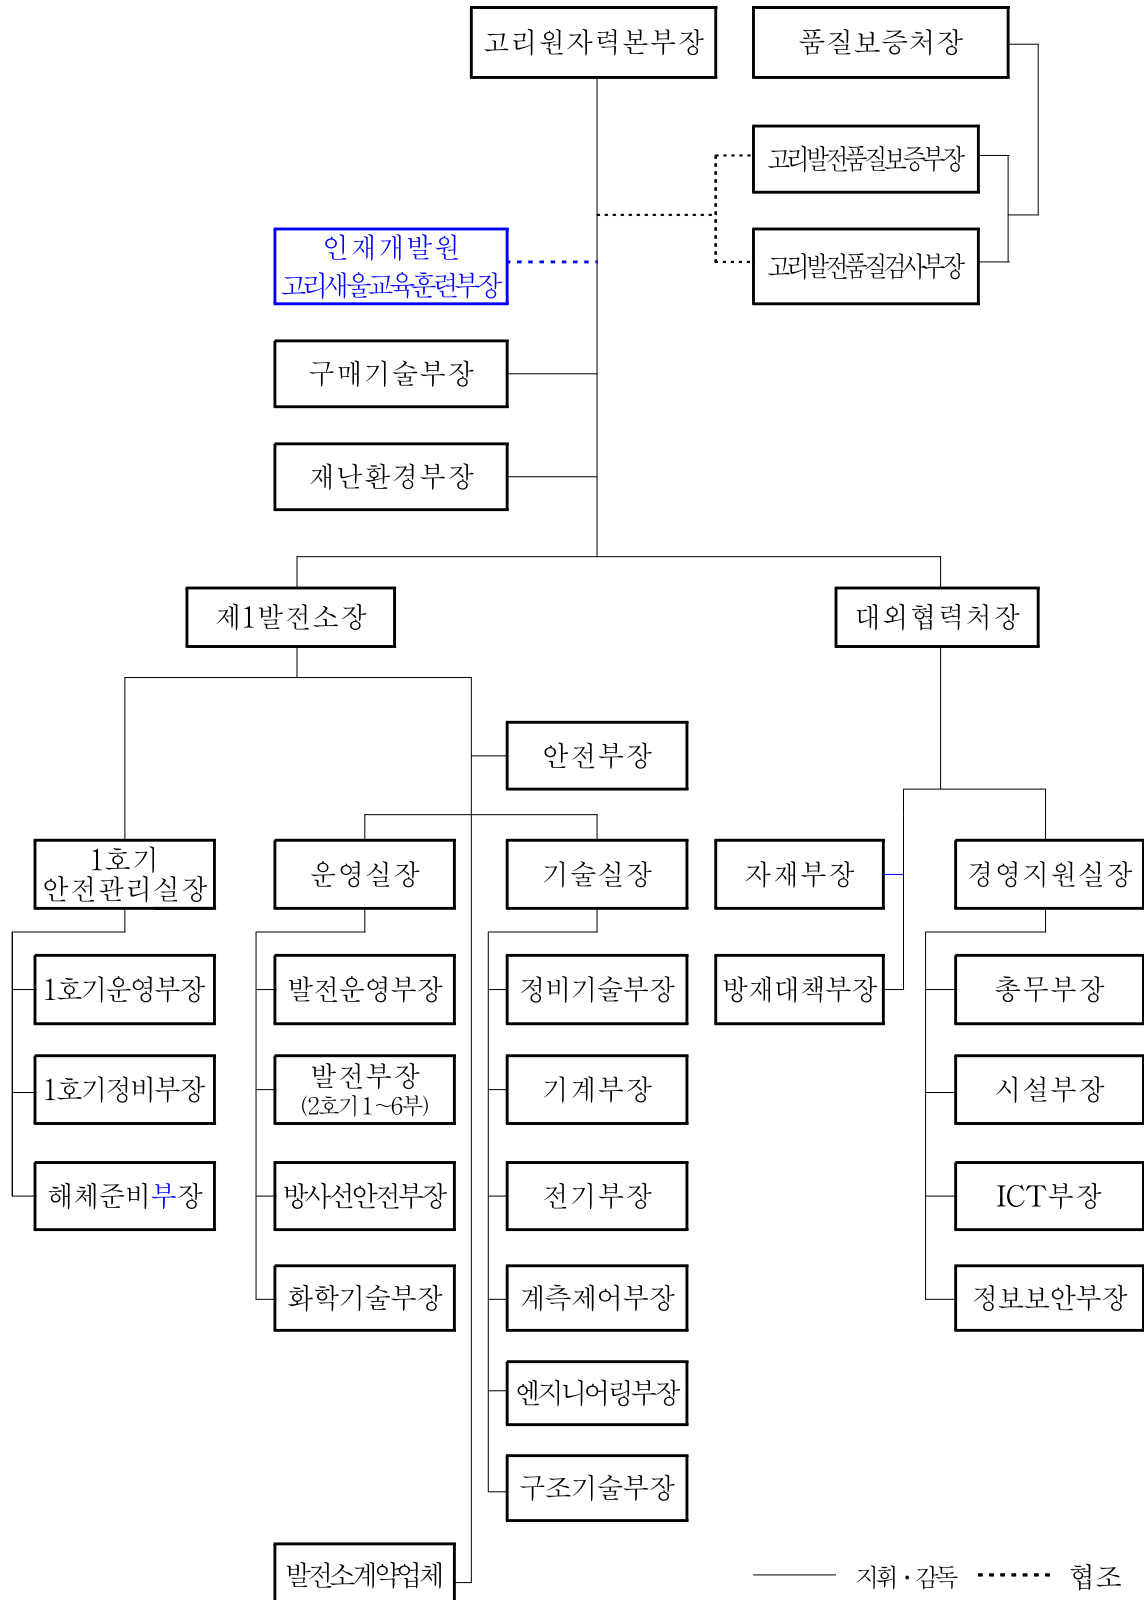 고리원자력본부장
품질보증처장
고리발전품질보증부장
인재개발원
고리새울교육훈련부장
고리발전품질검사부장
구매기술부장
재난환경부장
제1발전소장
대외협력처장
안전부장
1호기
안전관리실장
운영실장
기술실장
자재부장
경영지원실장
1호기운영부장
발전운영부장
정비기술부장
방재대책부장
총무부장
1호기정비부장
발전부장
(2호기 1~6부)
기계부장
시설부장
해체준비부장
방사선안전부장
전기부장
ICT부장
화학기술부장
계측제어부장
정보보안부장
엔지니어링부장
구조기술부장
발전소계약업체
지휘·감독
협조